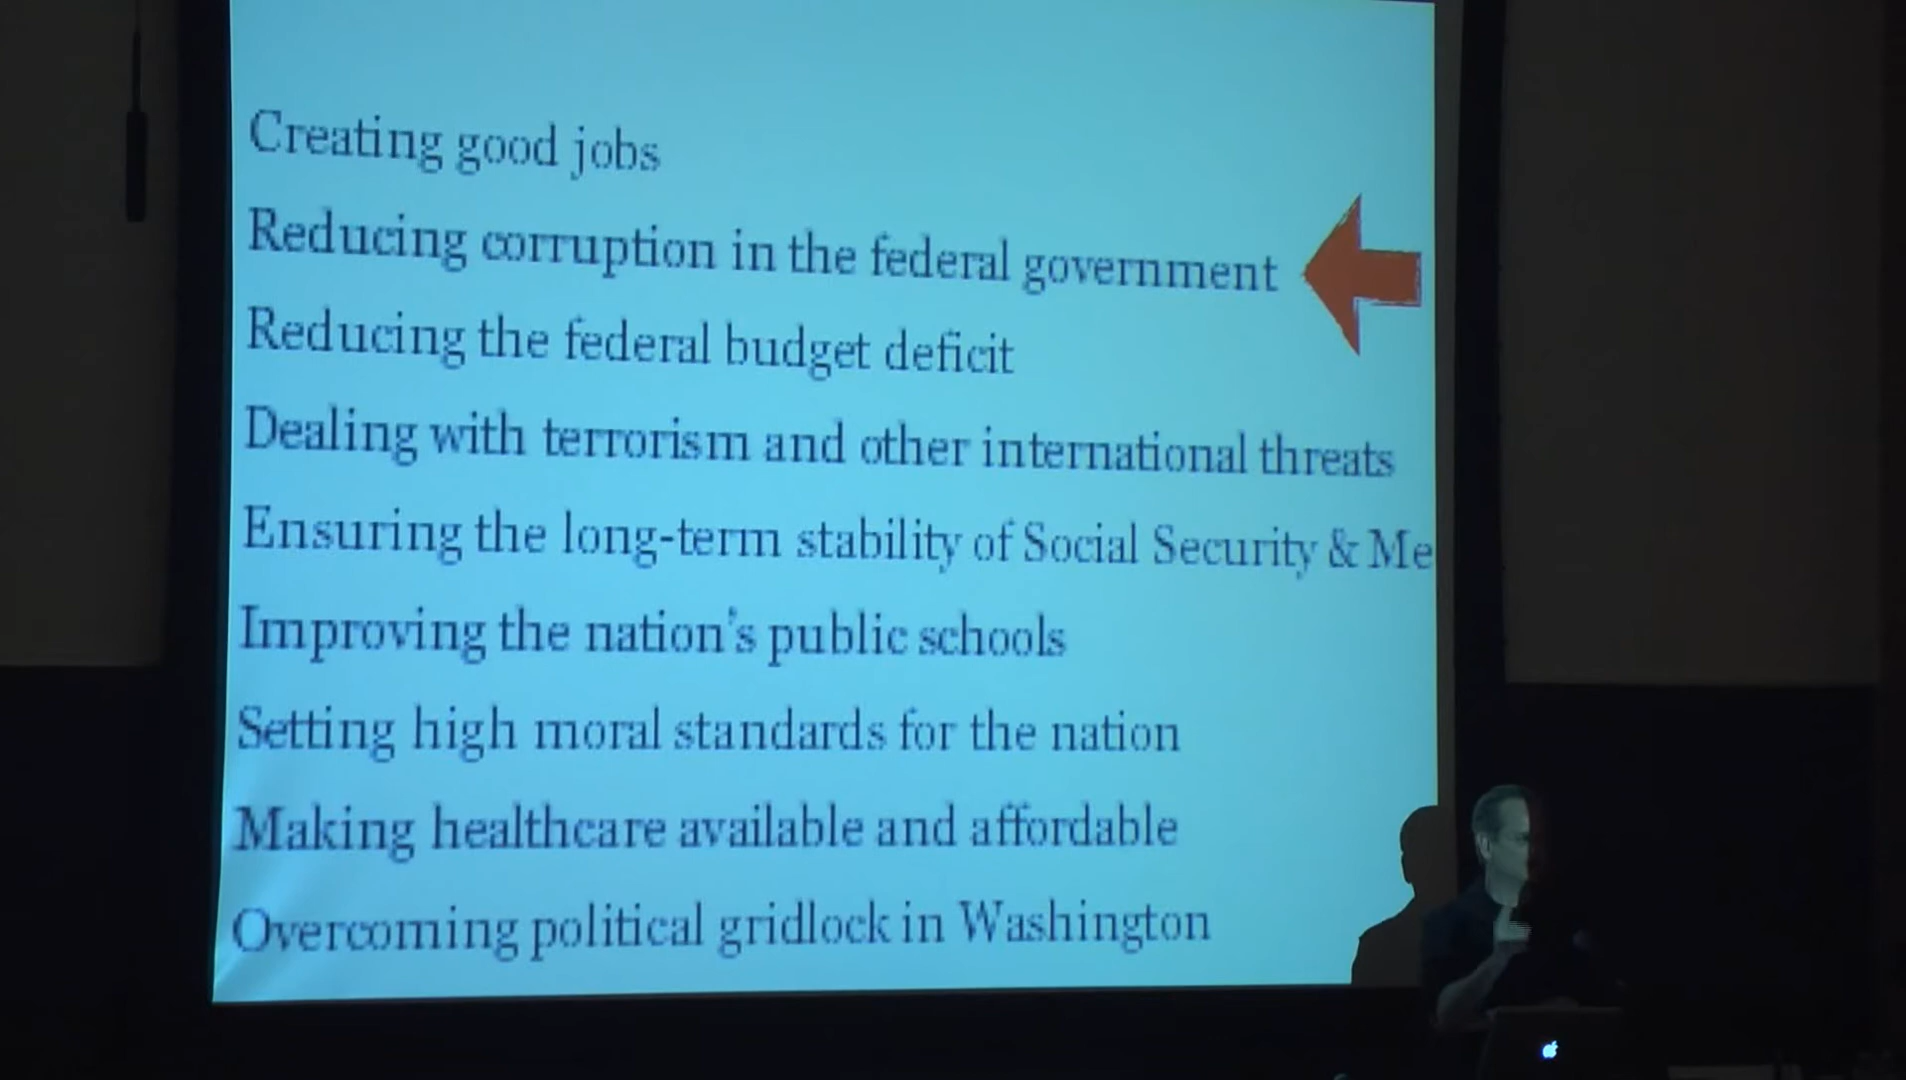 Creating good jobs
Reducing corruption in the federal government
Reducing the federal budget deficit
Dealing with terrorism and other international threats
Ensuring the long-term stability of Social Security & Me
Improving the nation's public schools
Setting high moral standards for the nation
Making healthcare available and affordable
Overcoming political gridlock in Washington